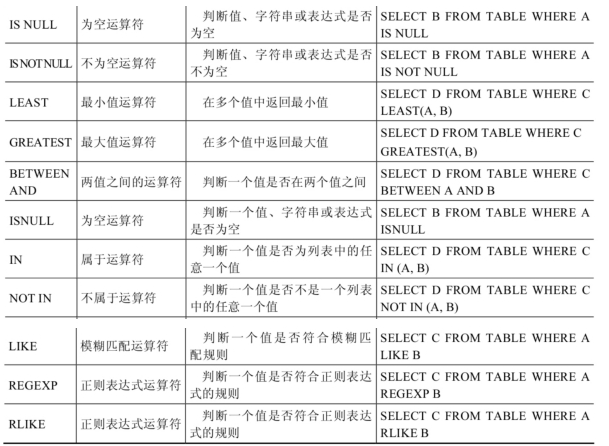 IS NULL 为空运算符 判断值、字符串或表达式是否为空 SELECT B FROM TABLE WHERE A IS NULL
IS NOT NULL 不为空运算符 判断值、字符串或表达式是否不为空 SELECT B FROM TABLE WHERE A IS NOT NULL
LEAST 最小值运算符 在多个值中返回最小值 SELECT D FROM TABLE WHERE C LEAST(A, B)
GREATEST 最大值运算符 在多个值中返回最大值 SELECT D FROM TABLE WHERE C GREATEST(A, B)
BETWEEN AND 两值之间的运算符 判断一个值是否在两个值之间 SELECT D FROM TABLE WHERE C BETWEEN A AND B
ISNULL 为空运算符 判断一个值、字符串或表达式是否为空 SELECT B FROM TABLE WHERE A ISNULL
IN 属于运算符 判断一个值是否为列表中的任意一个值 SELECT D FROM TABLE WHERE C IN (A, B)
NOT IN 不属于运算符 判断一个值是否不是一个列表中的任意一个值 SELECT D FROM TABLE WHERE C NOT IN (A, B)
LIKE 模糊匹配运算符 判断一个值是否符合模糊匹配规则 SELECT C FROM TABLE WHERE A LIKE B
REGEXP 正则表达式运算符 判断一个值是否符合正则表达式的规则 SELECT C FROM TABLE WHERE A REGEXP B
RLIKE 正则表达式运算符 判断一个值是否符合正则表达式的规则 SELECT C FROM TABLE WHERE A RLIKE B